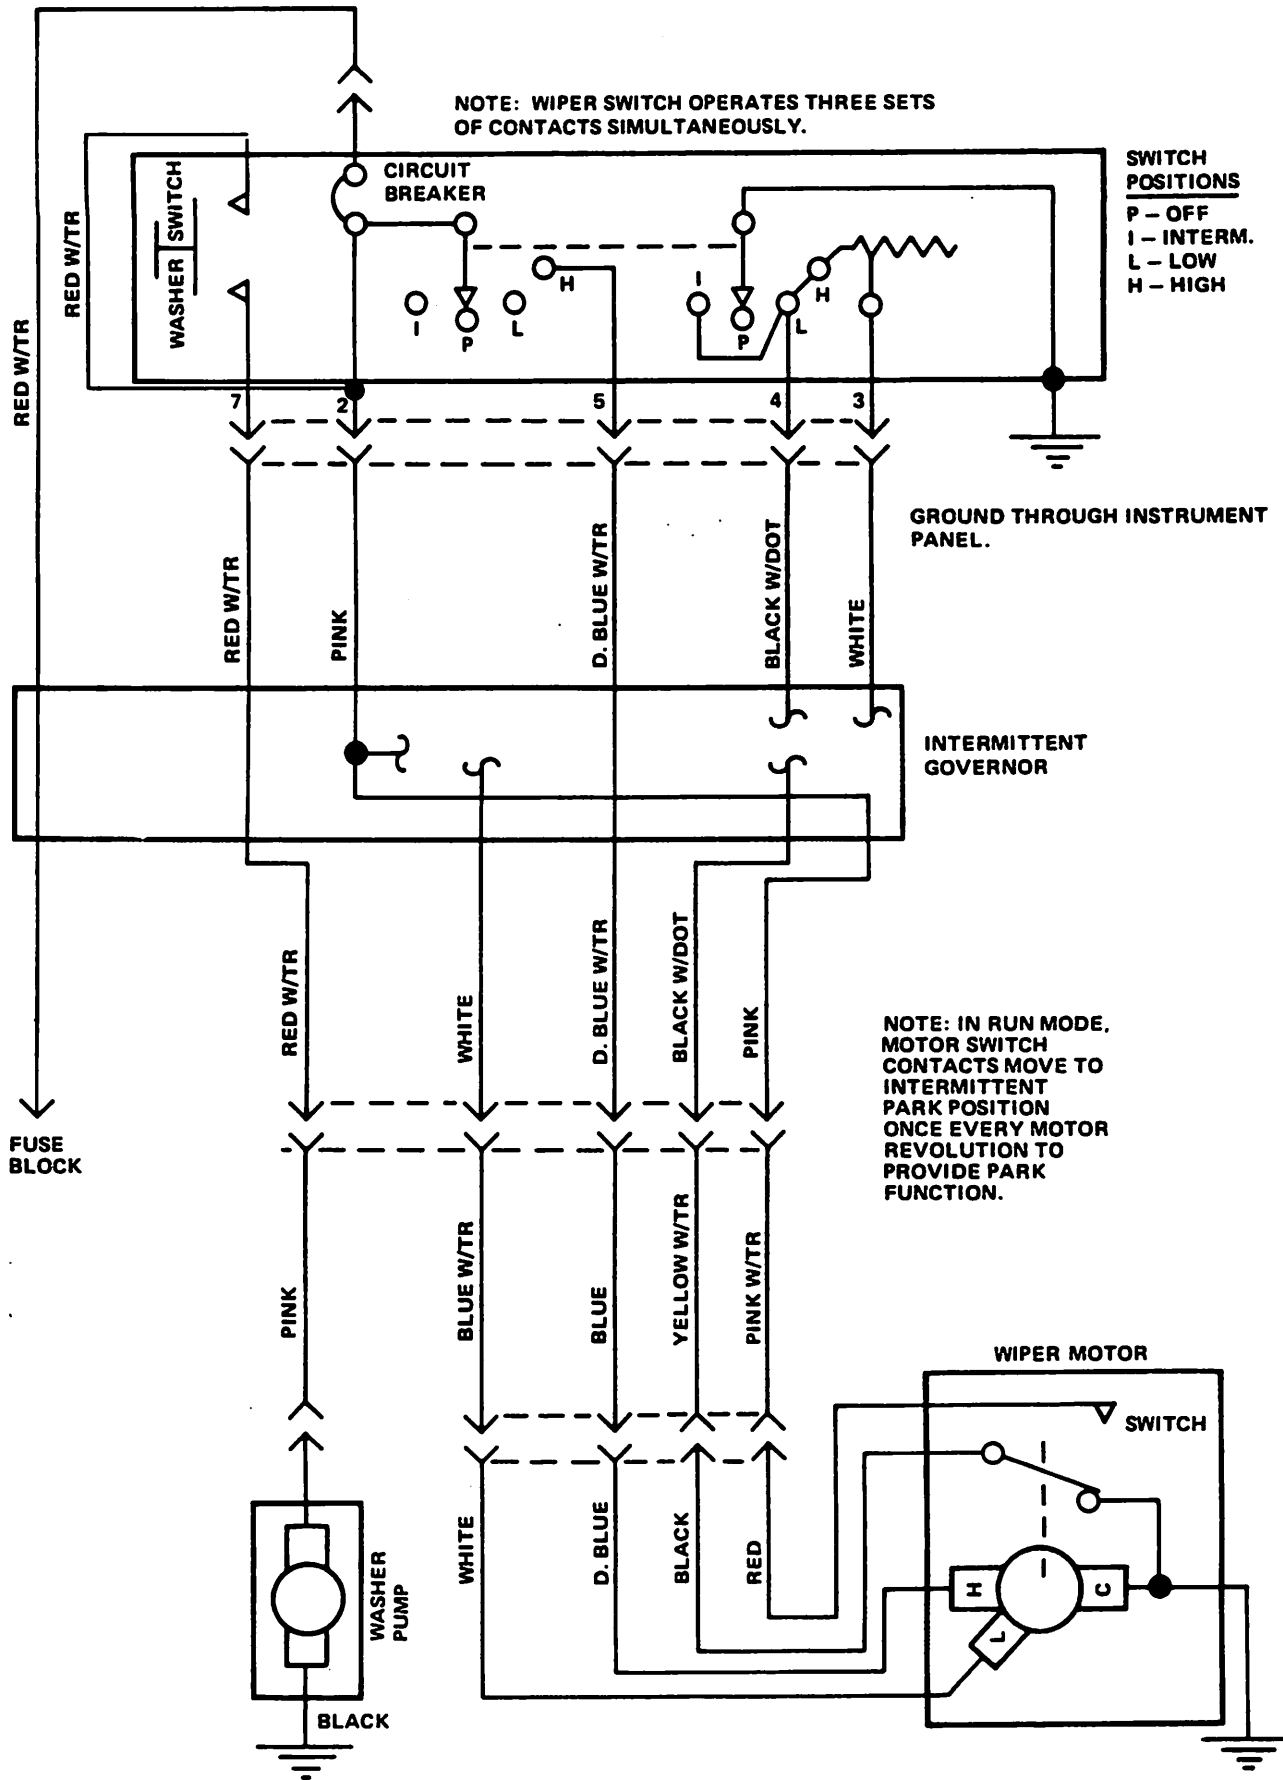 NOTE: WIPER SWITCH OPERATES THREE SETS
OF CONTACTS SIMULTANEOUSLY.
RED W/TR
RED W/TR
WASHER SWITCH
CIRCUIT
BREAKER
I
P
L
H
I
P
L
H
SWITCH
POSITIONS
P – OFF
I – INTERM.
L – LOW
H – HIGH
7
2
5
4
3
GROUND THROUGH INSTRUMENT
PANEL.
RED W/TR
PINK
D. BLUE W/TR
BLACK W/DOT
WHITE
INTERMITTENT
GOVERNOR
RED W/TR
WHITE
D. BLUE W/TR
BLACK W/DOT
PINK
NOTE: IN RUN MODE,
MOTOR SWITCH
CONTACTS MOVE TO
INTERMITTENT
PARK POSITION
ONCE EVERY MOTOR
REVOLUTION TO
PROVIDE PARK
FUNCTION.
FUSE
BLOCK
PINK
BLUE W/TR
BLUE
YELLOW W/TR
PINK W/TR
WIPER MOTOR
SWITCH
WHITE
D. BLUE
BLACK
RED
H
C
L
WASHER
PUMP
BLACK